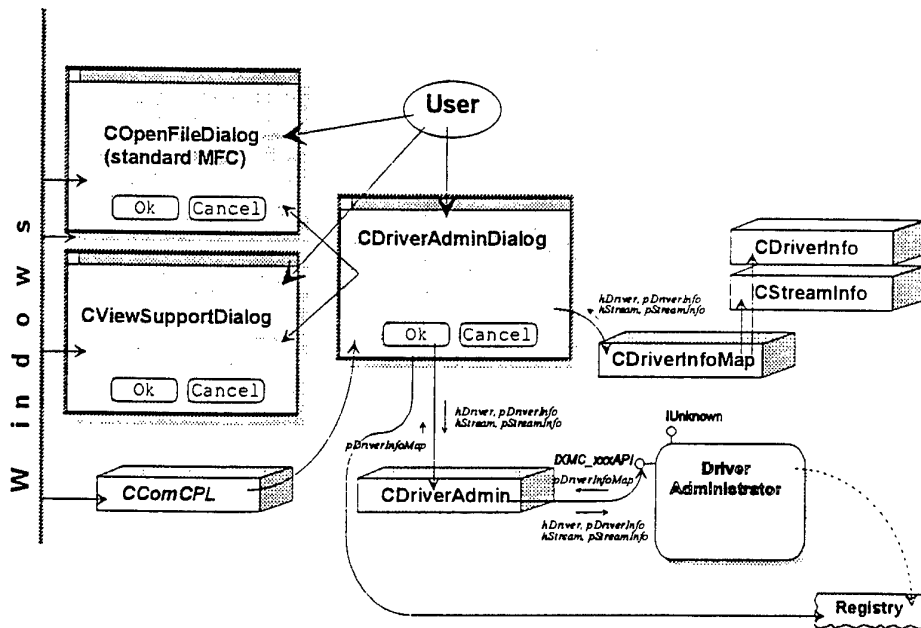 Windows
COpenFileDialog
(standard MFC)
Ok Cancel
User
CDriverAdminDialog
Ok Cancel
CViewSupportDialog
Ok Cancel
CDriverInfo
CStreamInfo
hDriver, pDriverInfo
hStream, pStreamInfo
CDriverInfoMap
hDriver, pDriverInfo
hStream, pStreamInfo
pDriverInfoMap
IUnknown
CComCPL
CDriverAdmin
IXMC_xxxAPI
pDriverInfoMap
Driver
Administrator
hDriver, pDriverInfo
hStream, pStreamInfo
Registry